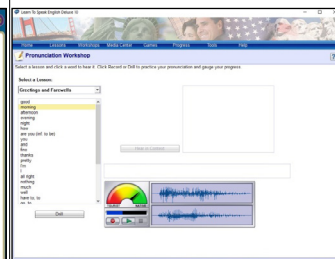 Learn To Speak English Deluxe 10
Home Lessons Workshops Media Center Games Progress Tools Help
Pronunciation Workshop
Select a lesson and click a word to hear it. Click Record or Drill to practice your pronunciation and gauge your progress.
Select a Lesson:
Greetings and Farewells
good
morning
afternoon
evening
night
how
are you (inf. to be)
you
and
fine
thanks
pretty
I'm
I
all right
nothing
much
well
have to, to
Drill
Hear in Context
TOURIST
NATIVE